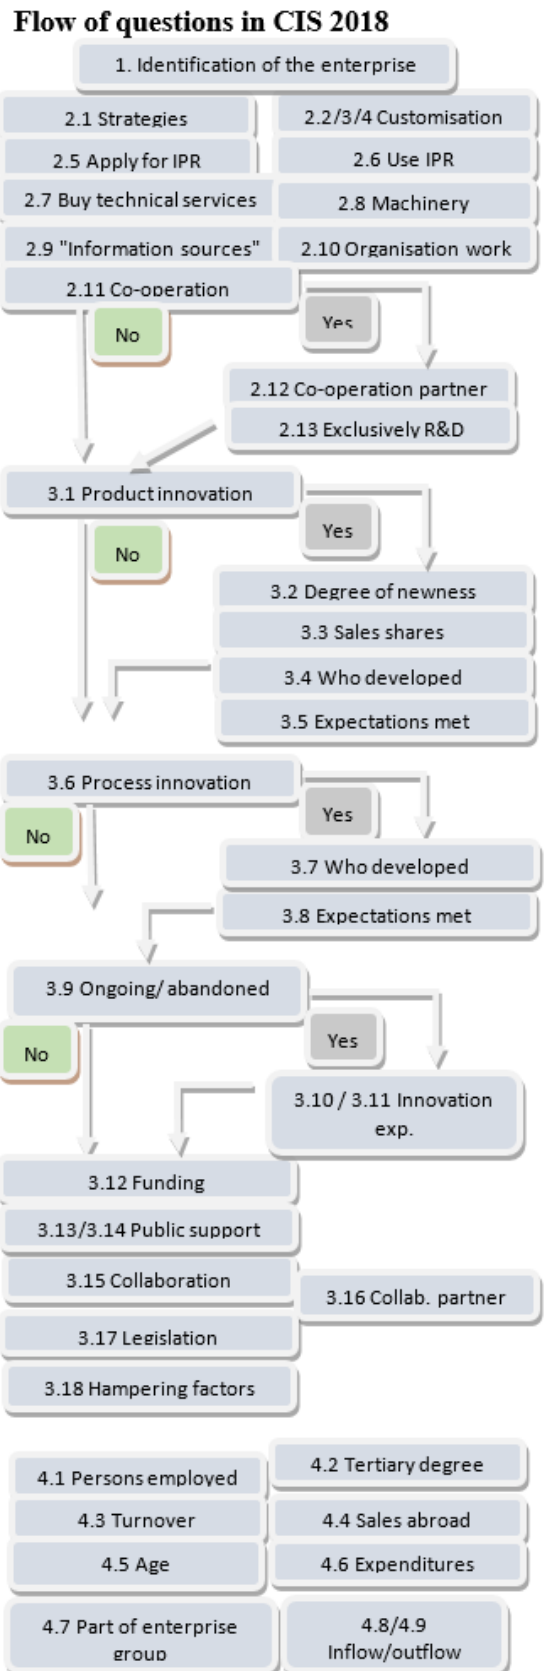 Flow of questions in CIS 2018
1. Identification of the enterprise
2.1 Strategies
2.2/3/4 Customisation
2.5 Apply for IPR
2.6 Use IPR
2.7 Buy technical services
2.8 Machinery
2.9 "Information sources"
2.10 Organisation work
2.11 Co-operation
No
Yes
2.12 Co-operation partner
2.13 Exclusively R&D
3.1 Product innovation
No
Yes
3.2 Degree of newness
3.3 Sales shares
3.4 Who developed
3.5 Expectations met
3.6 Process innovation
No
Yes
3.7 Who developed
3.8 Expectations met
3.9 Ongoing/ abandoned
No
Yes
3.10 / 3.11 Innovation
exp.
3.12 Funding
3.13/3.14 Public support
3.15 Collaboration
3.16 Collab. partner
3.17 Legislation
3.18 Hampering factors
4.1 Persons employed
4.2 Tertiary degree
4.3 Turnover
4.4 Sales abroad
4.5 Age
4.6 Expenditures
4.7 Part of enterprise
group
4.8/4.9
Inflow/outflow